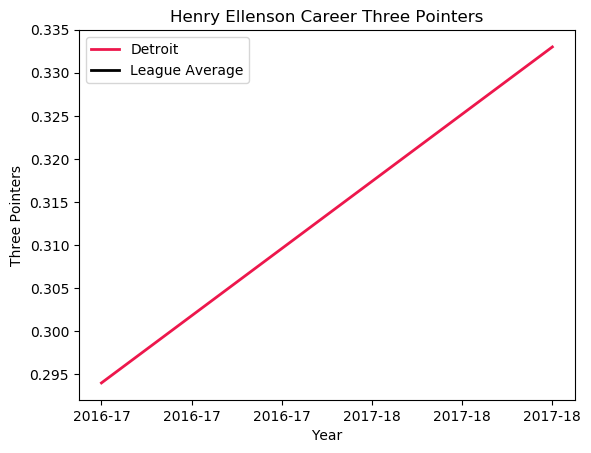 Henry Ellenson Career Three Pointers
Detroit
League Average
Three Pointers
0.335
0.330
0.325
0.320
0.315
0.310
0.305
0.300
0.295
2016-17 2016-17 2016-17 2017-18 2017-18 2017-18
Year